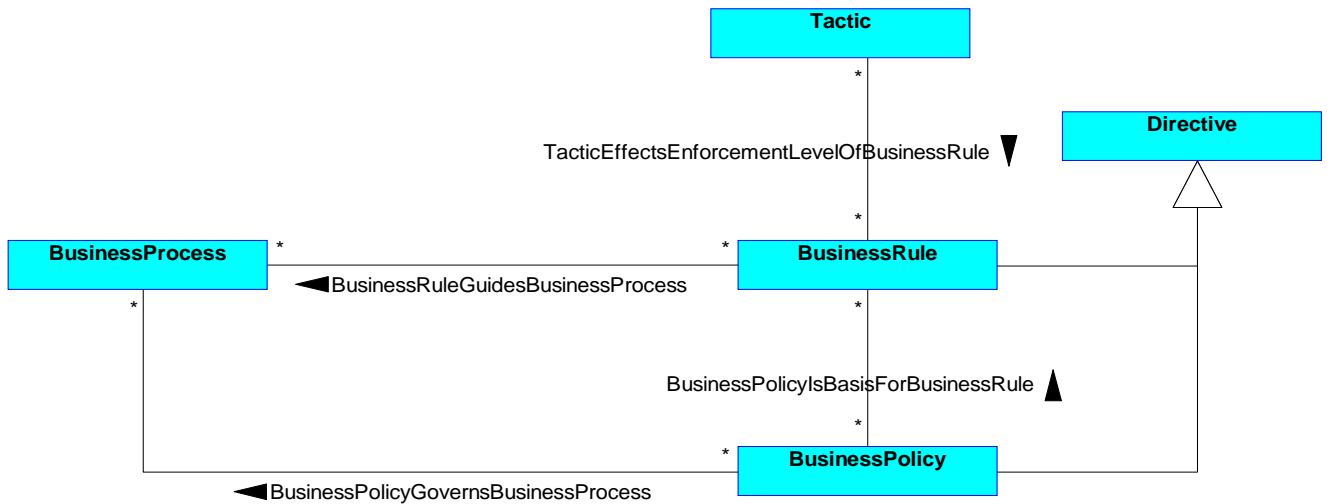 Tactic
*
Directive
TacticEffectsEnforcementLevelOfBusinessRule
*
BusinessProcess
*
*
BusinessRule
BusinessRuleGuidesBusinessProcess
*
*
BusinessPolicyIsBasisForBusinessRule
*
*
BusinessPolicy
BusinessPolicyGovernsBusinessProcess